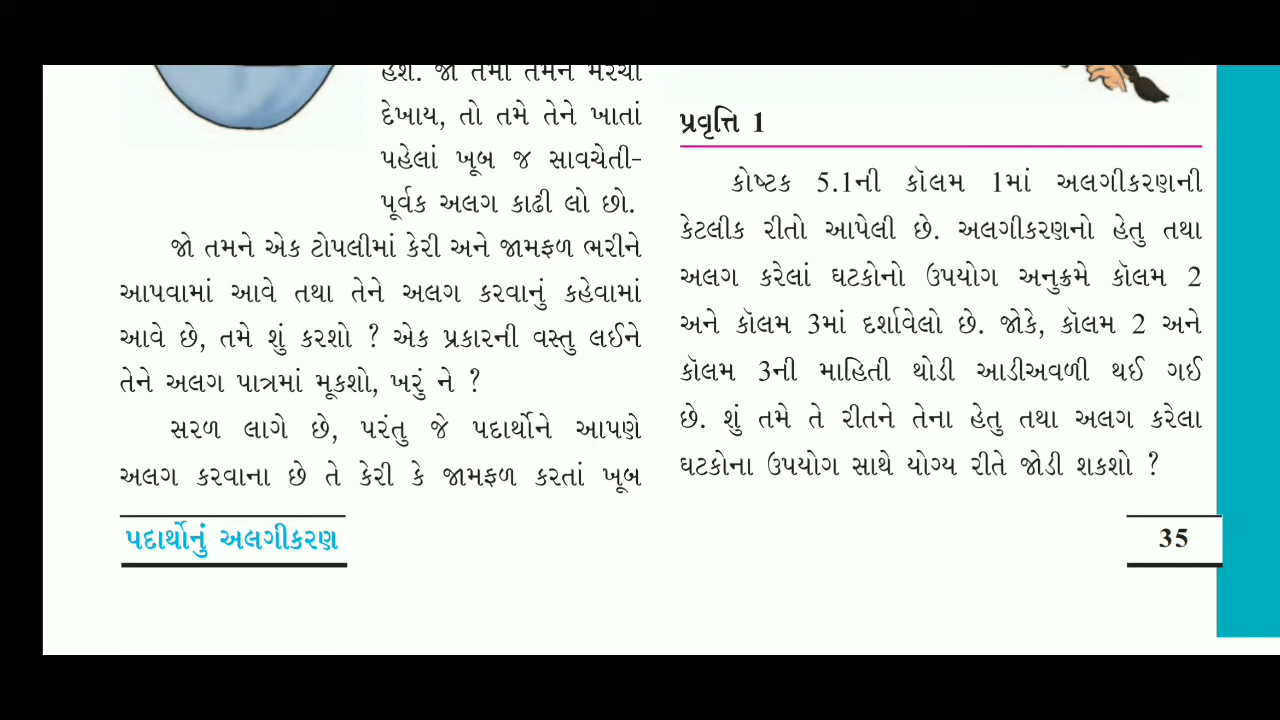 દેખાય, તો તમે તેને ખાતાં
પહેલાં ખૂબ જ સાવચેતી-
પૂર્વક અલગ કાઢી લો છો.
જો તમને એક ટોપલીમાં કેરી અને જામફળ ભરીને
આપવામાં આવે તથા તેને અલગ કરવાનું કહેવામાં
આવે છે, તમે શું કરશો ? એક પ્રકારની વસ્તુ લઈને
તેને અલગ પાત્રમાં મૂકશો, ખરું ને ?
સરળ લાગે છે, પરંતુ જે પદાર્થોને આપણે
અલગ કરવાના છે તે કેરી કે જામફળ કરતાં ખૂબ
પ્રવૃત્તિ 1
કોષ્ટક 5.1ની કૉલમ 1માં અલગીકરણની
કેટલીક રીતો આપેલી છે. અલગીકરણનો હેતુ તથા
અલગ કરેલાં ઘટકોનો ઉપયોગ અનુક્રમે કૉલમ 2
અને કૉલમ 3માં દર્શાવેલો છે. જોકે, કૉલમ 2 અને
કૉલમ 3ની માહિતી થોડી આડીઅવળી થઈ ગઈ
છે. શું તમે તે રીતને તેના હેતુ તથા અલગ કરેલા
ઘટકોના ઉપયોગ સાથે યોગ્ય રીતે જોડી શકશો ?
પદાર્થોનું અલગીકરણ
35